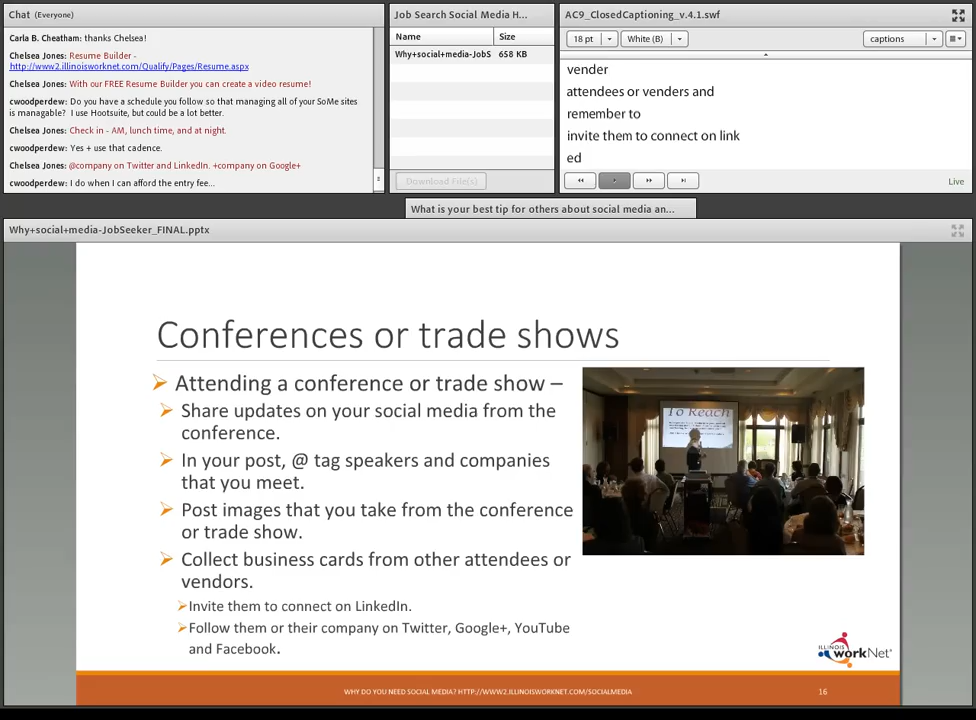 Chat (Everyone)
Carla B. Cheatham: thanks Chelsea!
Chelsea Jones: Resume Builder -
http://www2.illinoisworknet.com/Qualify/Pages/Resume.aspx
Chelsea Jones: With our FREE Resume Builder you can create a video resume!
cwoodperdew: Do you have a schedule you follow so that managing all of your SoMe sites
is managable? I use Hootsuite, but could be a lot better.
Chelsea Jones: Check in - AM, lunch time, and at night.
cwoodperdew: Yes + use that cadence.
Chelsea Jones: @company on Twitter and LinkedIn. +company on Google+
cwoodperdew: I do when I can afford the entry fee...
Job Search Social Media H...
Name Size
Why+social+media-JobS 658 KB
Download File(s)
AC9_ClosedCaptioning_v.4.1.swf
18 pt White (B) captions
vender
attendees or venders and
remember to
invite them to connect on link
ed
Live
What is your best tip for others about social media an...
Why+social+media-JobSeeker_FINAL.pptx
Conferences or trade shows
Attending a conference or trade show –
Share updates on your social media from the
conference.
In your post, @ tag speakers and companies
that you meet.
Post images that you take from the conference
or trade show.
Collect business cards from other attendees or
vendors.
Invite them to connect on LinkedIn.
Follow them or their company on Twitter, Google+, YouTube
and Facebook.
To Reach
ILLINOIS
workNet
WHY DO YOU NEED SOCIAL MEDIA? HTTP://WWW2.ILLINOISWORKNET.COM/SOCIALMEDIA
16